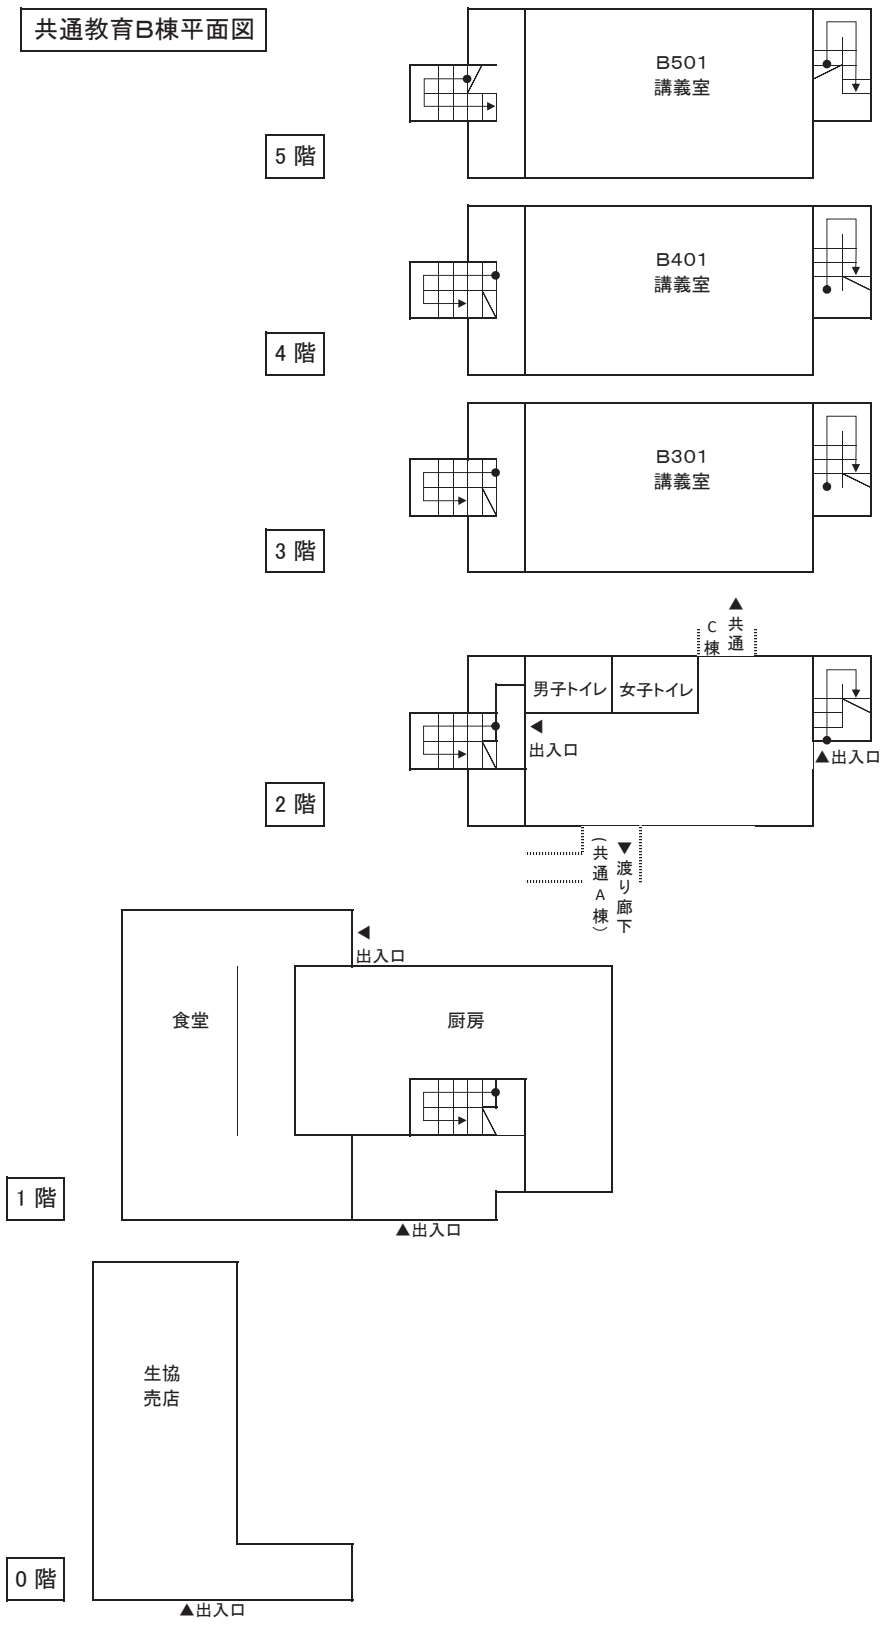 共通教育B棟平面図
B501
講義室
5階
B401
講義室
4階
B301
講義室
3階
▲共通
C棟
男子トイレ
女子トイレ
◀
出入口
▲出入口
2階
▼渡り廊下
(共通A棟)
◀
出入口
食堂
厨房
1階
▲出入口
生協
売店
0階
▲出入口